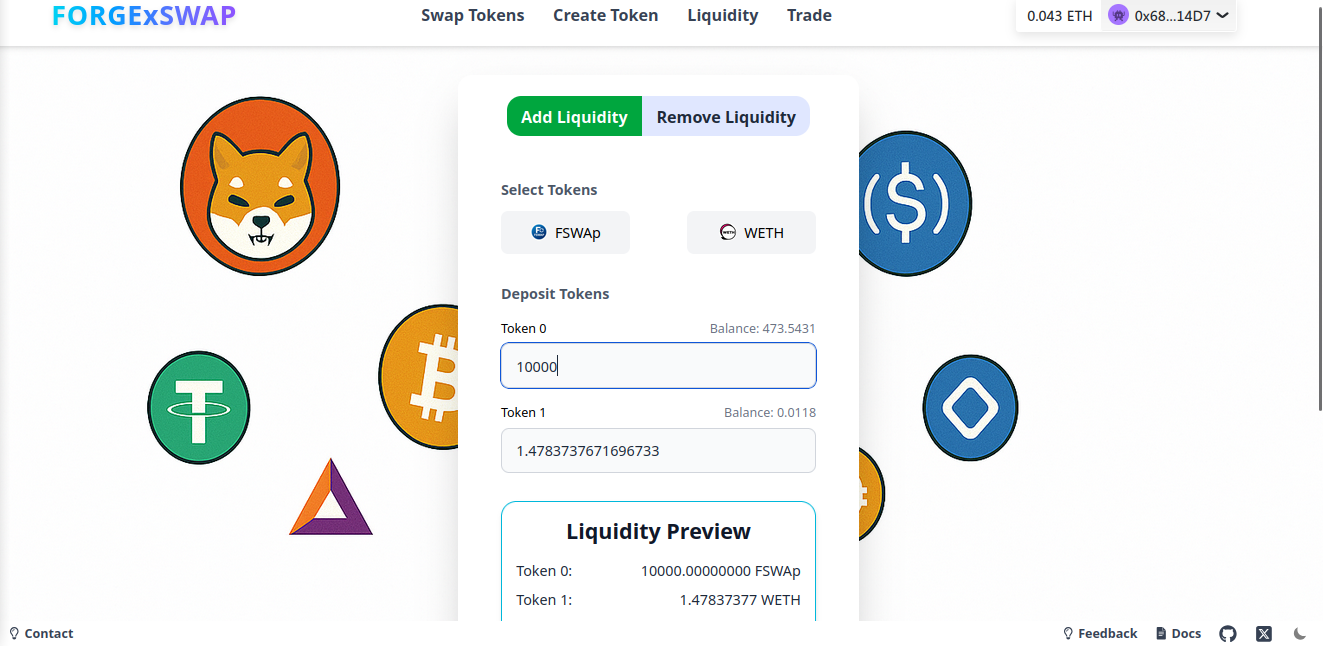 FORGExSWAP
Swap Tokens Create Token Liquidity Trade
0.043 ETH 0x68...14D7
Add Liquidity Remove Liquidity
Select Tokens
FSWAp WETH
Deposit Tokens
Token 0 Balance: 473.5431
10000
Token 1 Balance: 0.0118
1.4783737671696733
Liquidity Preview
Token 0: 10000.00000000 FSWAp
Token 1: 1.47837377 WETH
Contact Feedback Docs